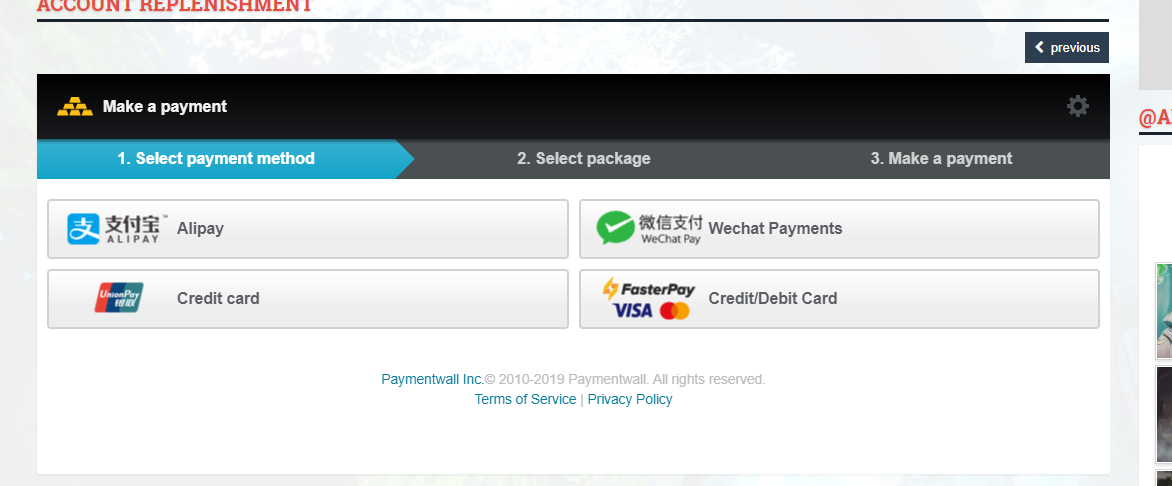 ACCOUNT REPLENISHMENT
previous
Make a payment
1. Select payment method
2. Select package
3. Make a payment
支付宝™
ALIPAY
Alipay
微信支付
WeChat Pay
Wechat Payments
UnionPay
银联
Credit card
FasterPay
VISA
Credit/Debit Card
Paymentwall Inc.© 2010-2019 Paymentwall. All rights reserved.
Terms of Service | Privacy Policy